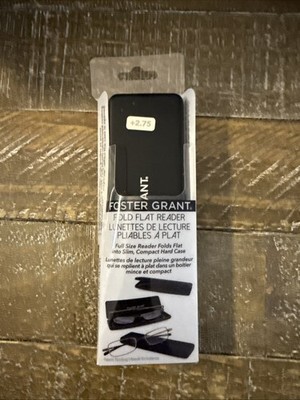 +2.75
ANT.
FOSTER GRANT.
FOLD FLAT READER
LUNETTES DE LECTURE
PLIABLES À PLAT
Full Size Reader Folds Flat
into Slim, Compact Hard Case
Lunettes de lecture pleine grandeur
qui se replient à plat dans un boîtier
mince et compact